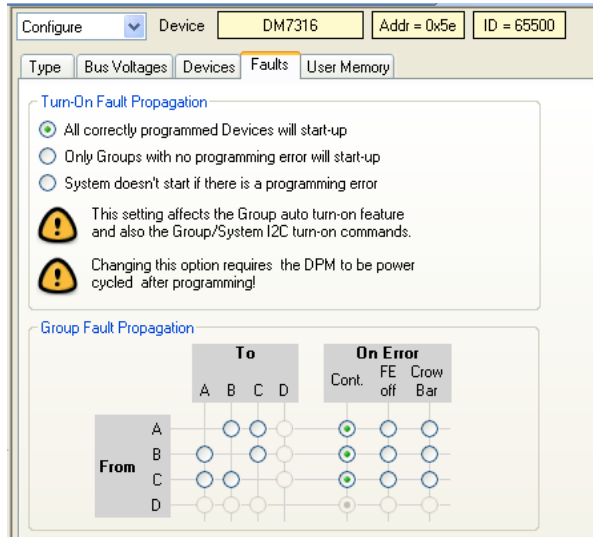 Configure Device DM7316 Addr = 0x5e ID = 65500
Type Bus Voltages Devices Faults User Memory
Turn-On Fault Propagation
All correctly programmed Devices will start-up
Only Groups with no programming error will start-up
System doesn't start if there is a programming error
This setting affects the Group auto turn-on feature
and also the Group/System I2C turn-on commands.
Changing this option requires the DPM to be power
cycled after programming!
Group Fault Propagation
To On Error
A B C D Cont. FE off Crow Bar
From
A
B
C
D